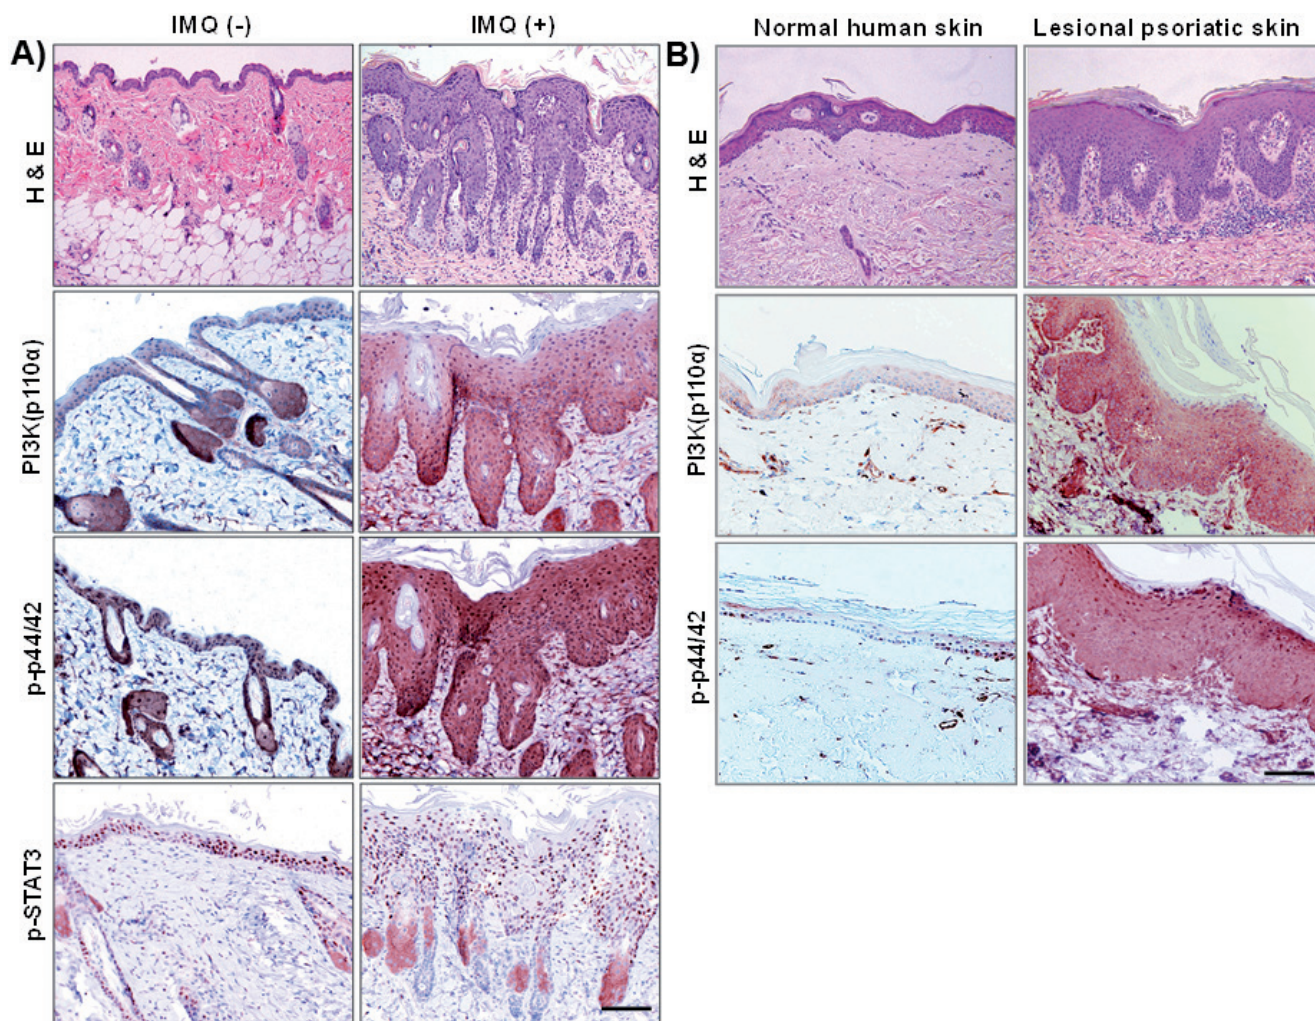 IMQ (-)
IMQ (+)
A)
H & E
PI3K(p110α)
p-p44/42
p-STAT3
Normal human skin
Lesional psoriatic skin
B)
H & E
PI3K(p110α)
p-p44/42